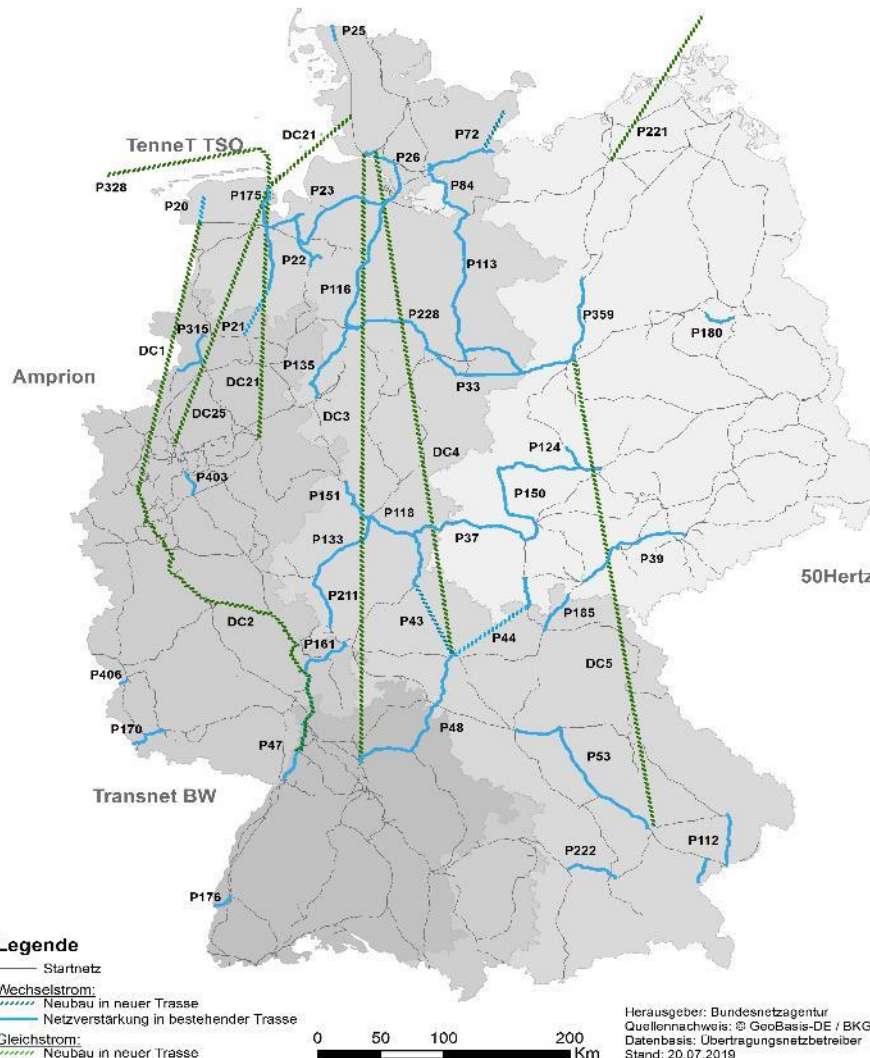 P25
P221
TenneT TSO
DC21
P72
P26
P328
P84
P23
P20
P175
P22
P113
P116
P359
P228
P315
P21
P180
DC1
P135
P33
Amprion
DC21
DC3
DC25
DC4
P124
P403
P151
P150
P118
P133
P37
P39
50Hertz
P211
P185
DC2
P43
P44
P161
DC5
P406
P170
P48
P47
P53
Transnet BW
P112
P222
P176
Legende
Startnetz
Wechselstrom:
Neubau in neuer Trasse
Netzverstärkung in bestehender Trasse
Gleichstrom:
Neubau in neuer Trasse
0 50 100 200
Km
Herausgeber: Bundesnetzagentur
Quellennachweis: © GeoBasis-DE / BKG
Datenbasis: Übertragungsnetzbetreiber
Stand: 20.07.2019